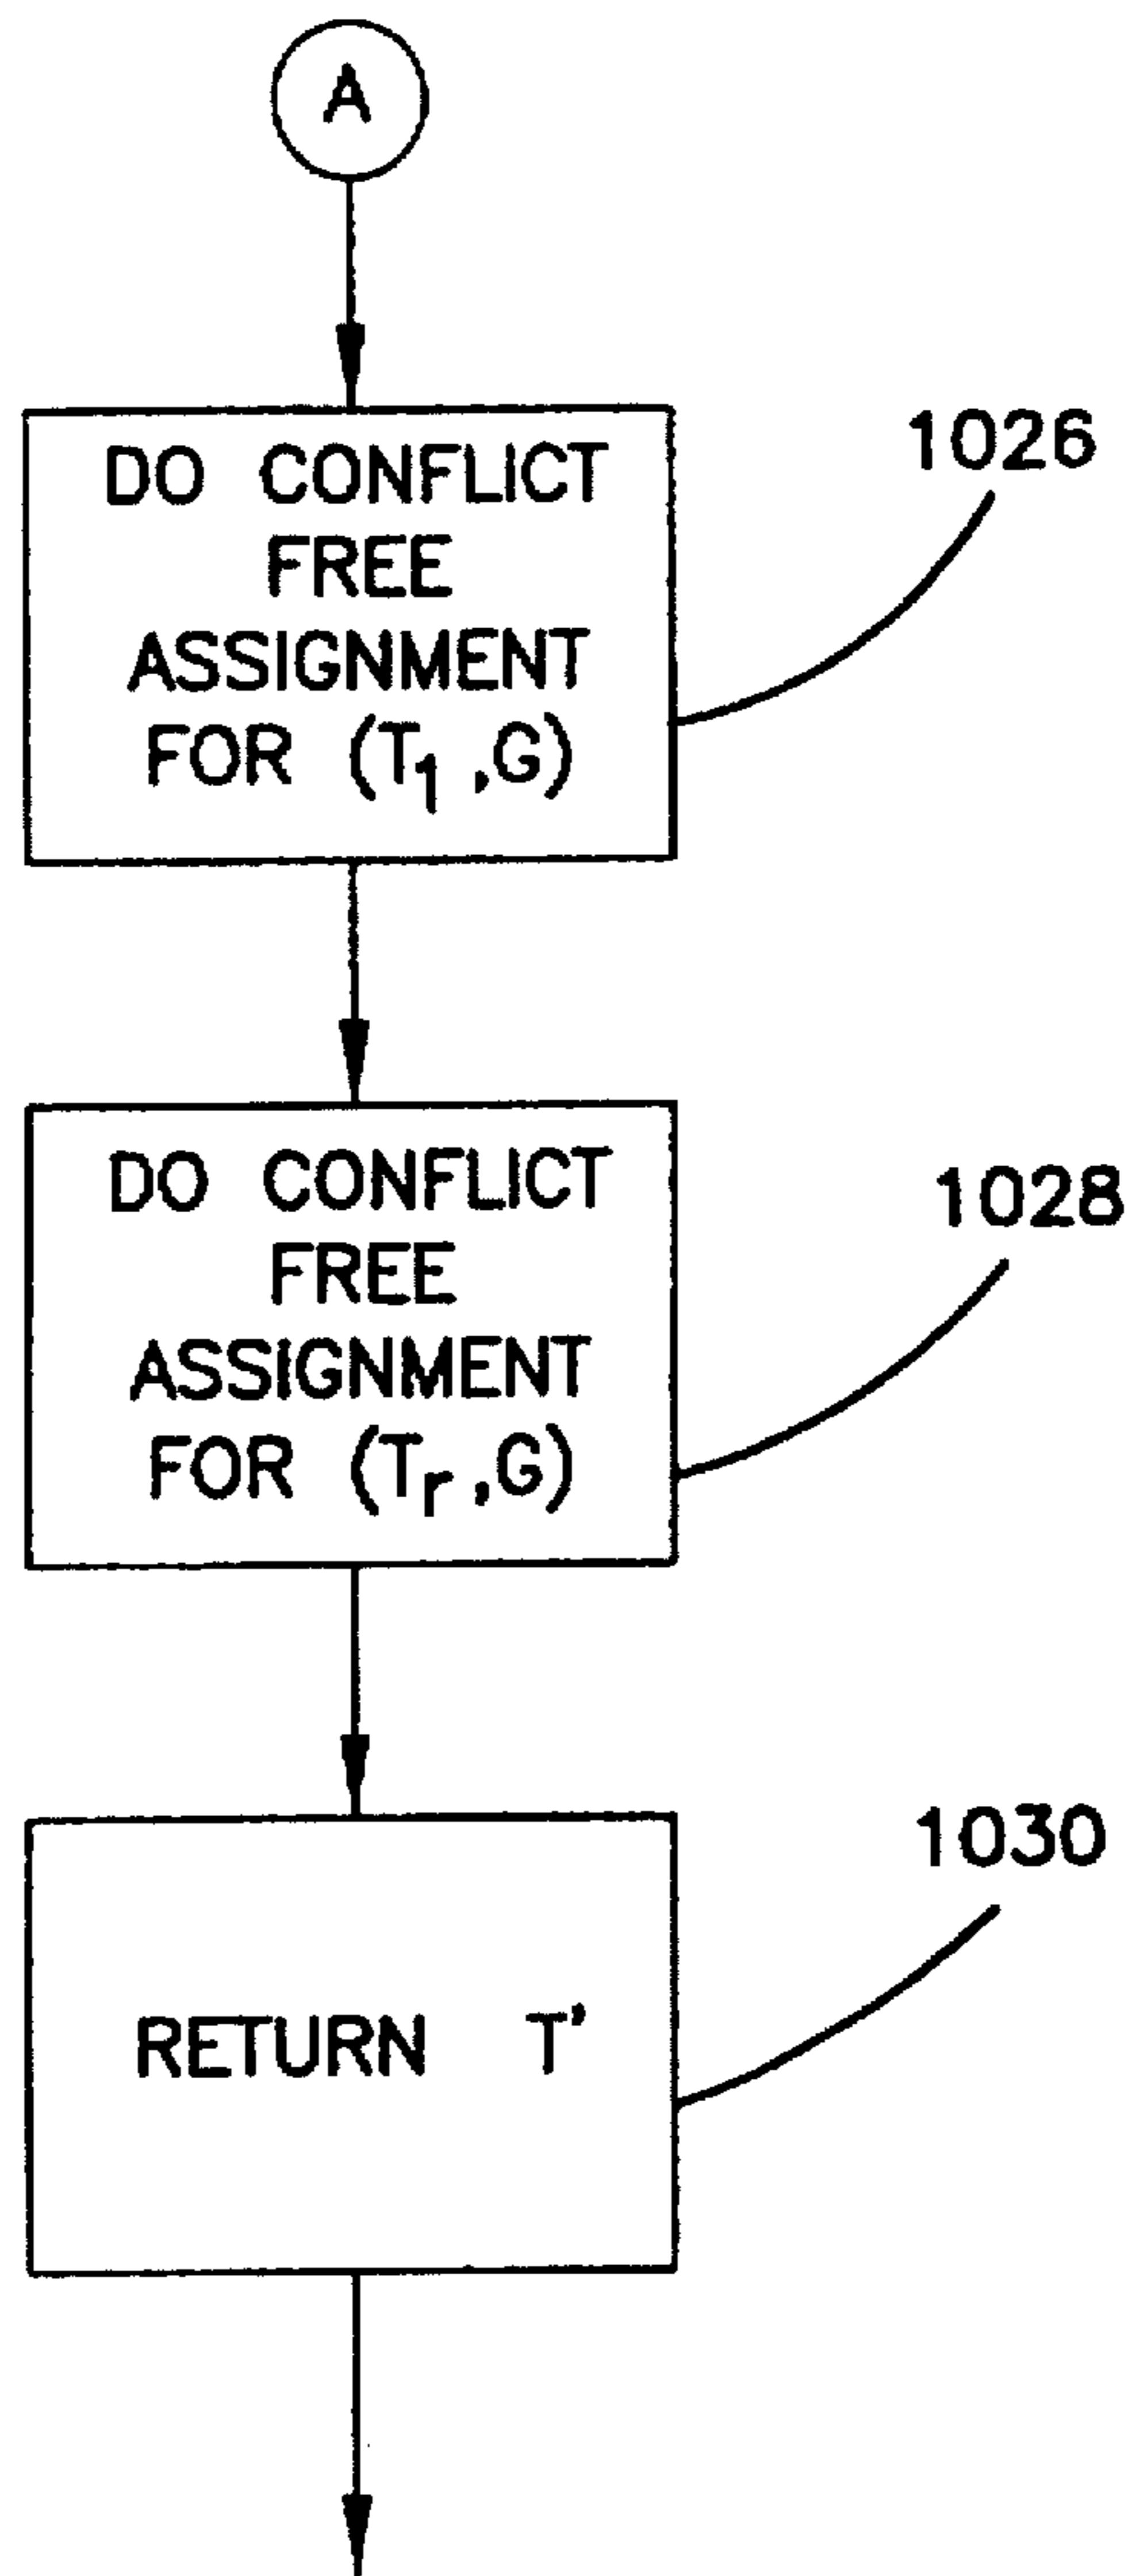 A
DO CONFLICT
FREE
ASSIGNMENT
FOR (T₁,G)
1026
DO CONFLICT
FREE
ASSIGNMENT
FOR (Tᵣ,G)
1028
RETURN T'
1030